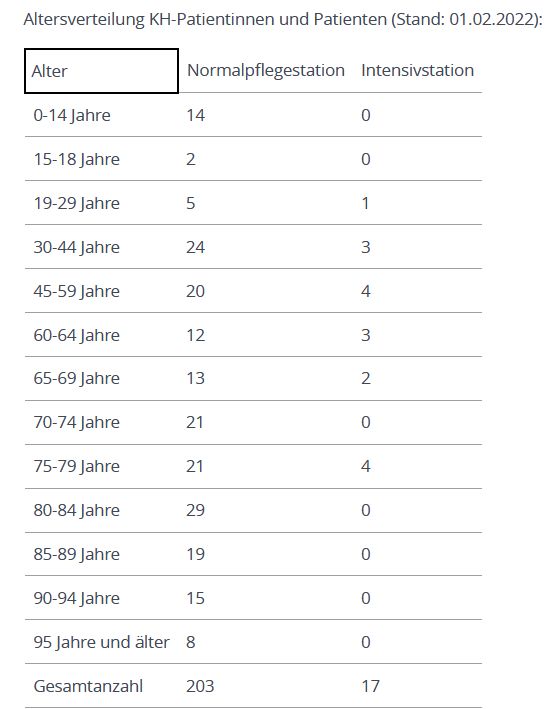 Altersverteilung KH-Patientinnen und Patienten (Stand: 01.02.2022):
Alter Normalpflegestation Intensivstation
0-14 Jahre 14 0
15-18 Jahre 2 0
19-29 Jahre 5 1
30-44 Jahre 24 3
45-59 Jahre 20 4
60-64 Jahre 12 3
65-69 Jahre 13 2
70-74 Jahre 21 0
75-79 Jahre 21 4
80-84 Jahre 29 0
85-89 Jahre 19 0
90-94 Jahre 15 0
95 Jahre und älter 8 0
Gesamtanzahl 203 17